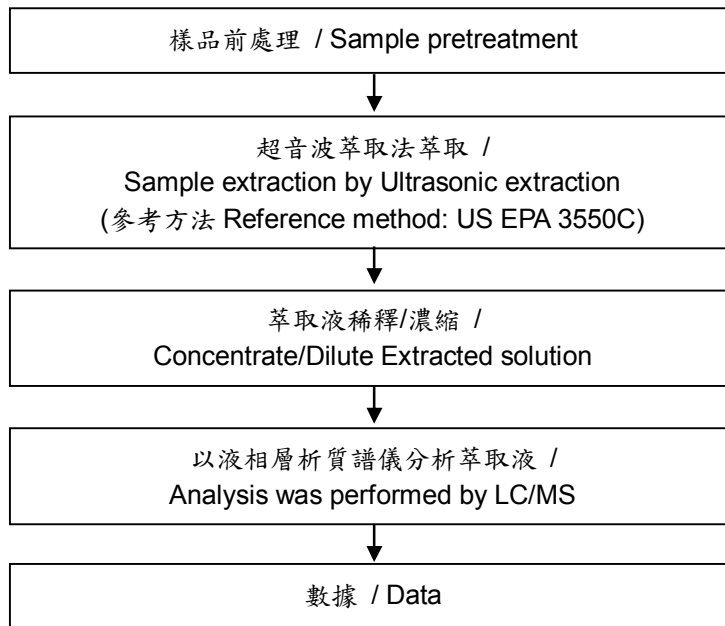 樣品前處理 / Sample pretreatment
超音波萃取法萃取 /
Sample extraction by Ultrasonic extraction
(參考方法 Reference method: US EPA 3550C)
萃取液稀釋/濃縮 /
Concentrate/Dilute Extracted solution
以液相層析質譜儀分析萃取液 /
Analysis was performed by LC/MS
數據 / Data